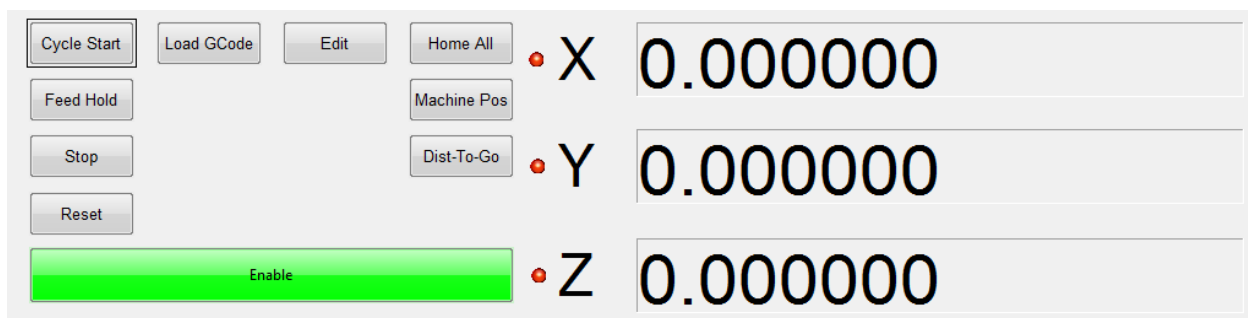 Cycle Start
Load GCode
Edit
Home All
X
0.000000
Feed Hold
Machine Pos
Stop
Dist-To-Go
Y
0.000000
Reset
Enable
Z
0.000000